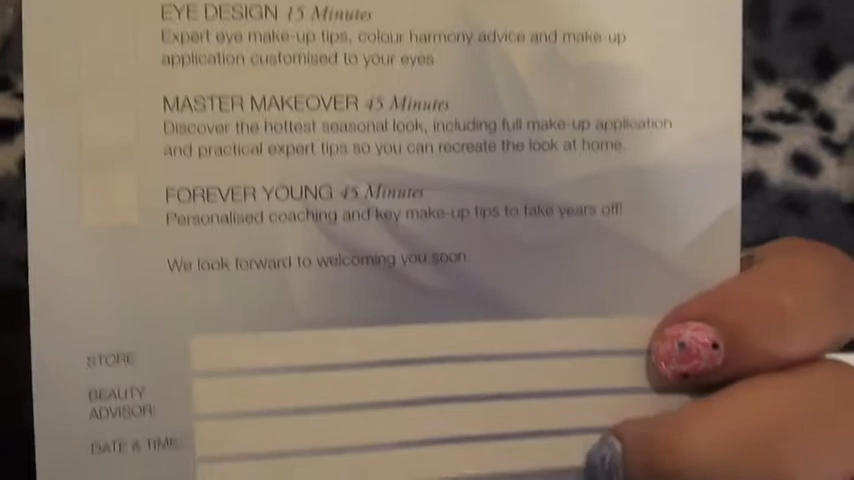 EYE DESIGN 15 Minutes
Expert eye make-up tips, colour harmony advice and make-up
application customised to your eyes
MASTER MAKEOVER 45 Minutes
Discover the hottest seasonal look, including full make-up application
and practical expert tips so you can recreate the look at home.
FOREVER YOUNG 45 Minutes
Personalised coaching and key make-up tips to take years off!
We look forward to welcoming you soon.
STORE
BEAUTY
ADVISOR:
DATE & TIME: